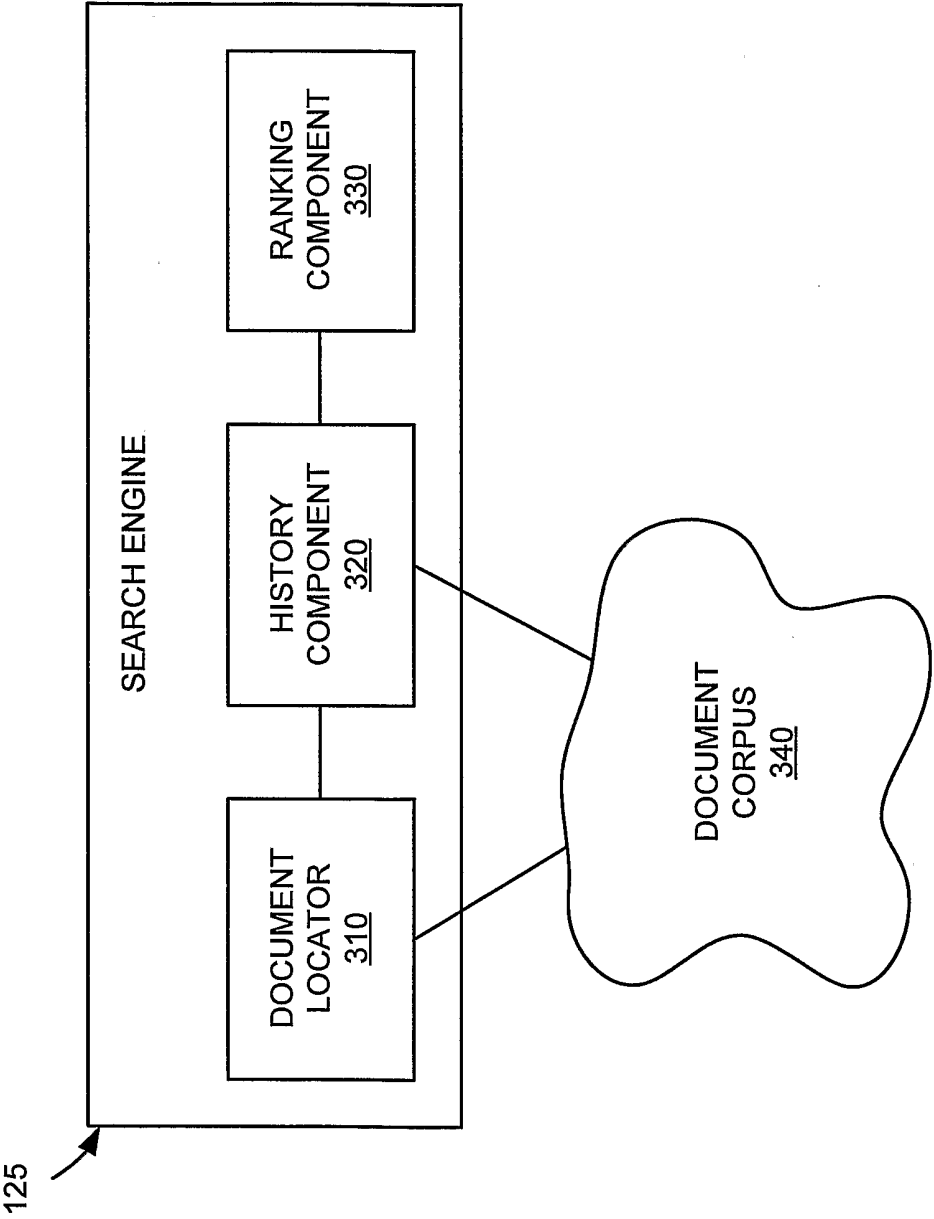 125
SEARCH ENGINE
DOCUMENT
LOCATOR
310
HISTORY
COMPONENT
320
RANKING
COMPONENT
330
DOCUMENT
CORPUS
340